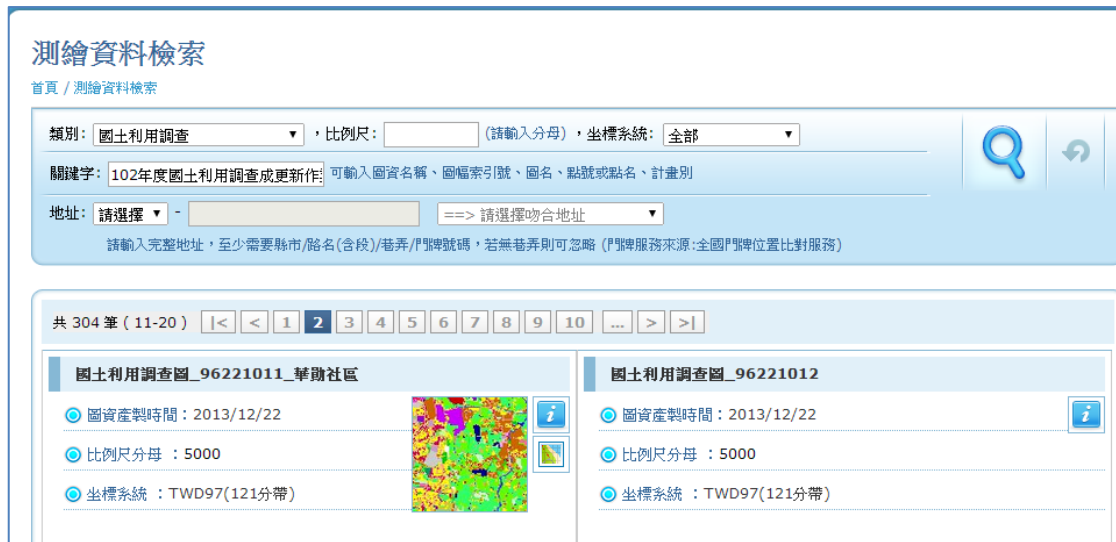 測繪資料檢索
首頁 / 測繪資料檢索
類別: 國土利用調查 ，比例尺: (請輸入分母) ，坐標系統: 全部
關鍵字: 102年度國土利用調查成更新作 可輸入圖資名稱、圖幅索引號、圖名、點號或點名、計畫別
地址: 請選擇 - ==> 請選擇吻合地址
請輸入完整地址，至少需要縣市/路名(含段)/巷弄/門牌號碼，若無巷弄則可忽略 (門牌服務來源:全國門牌位置比對服務)
共 304 筆 ( 11-20 ) |< < 1 2 3 4 5 6 7 8 9 10 ... > >|
國土利用調查圖_96221011_華勛社區
圖資產製時間：2013/12/22
比例尺分母 ：5000
坐標系統 ：TWD97(121分帶)
國土利用調查圖_96221012
圖資產製時間：2013/12/22
比例尺分母 ：5000
坐標系統 ：TWD97(121分帶)